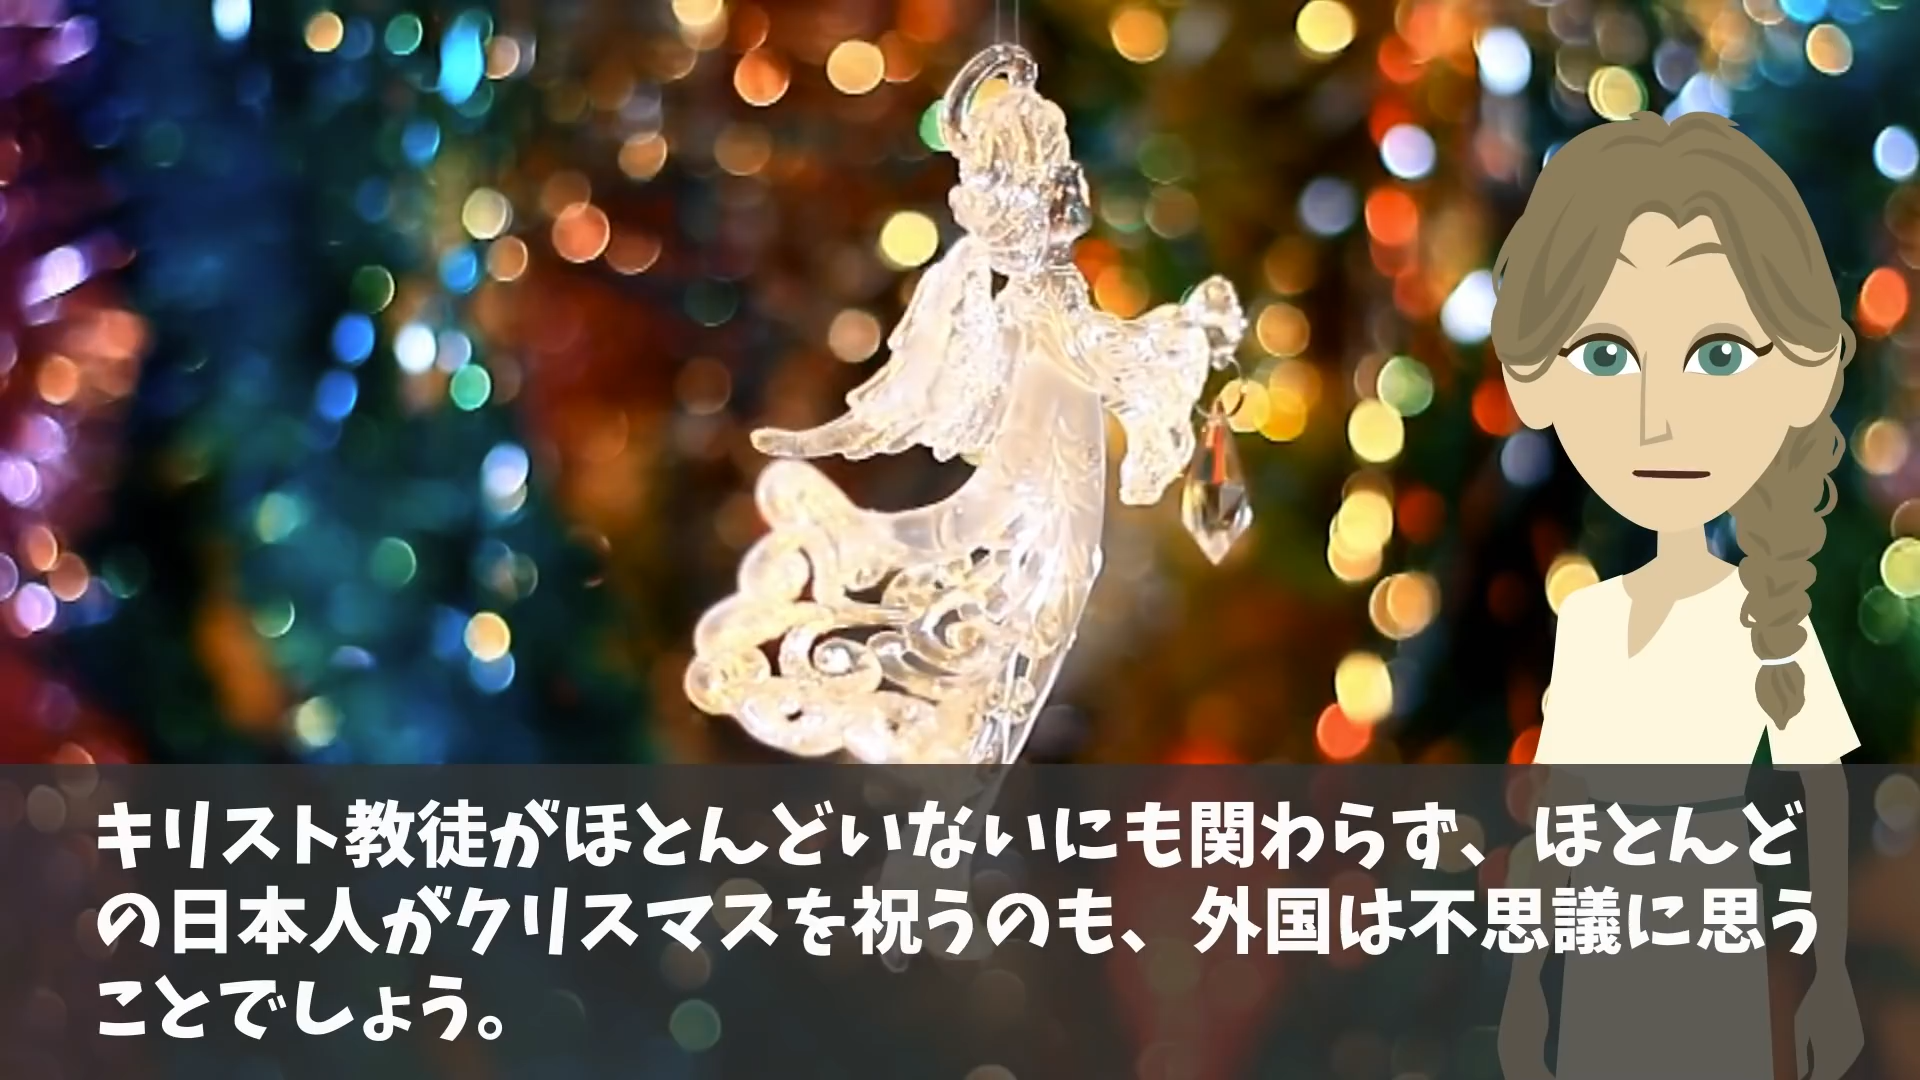 キリスト教徒がほとんどいないにも関わらず、ほとんど
の日本人がクリスマスを祝うのも、外国は不思議に思う
ことでしょう。